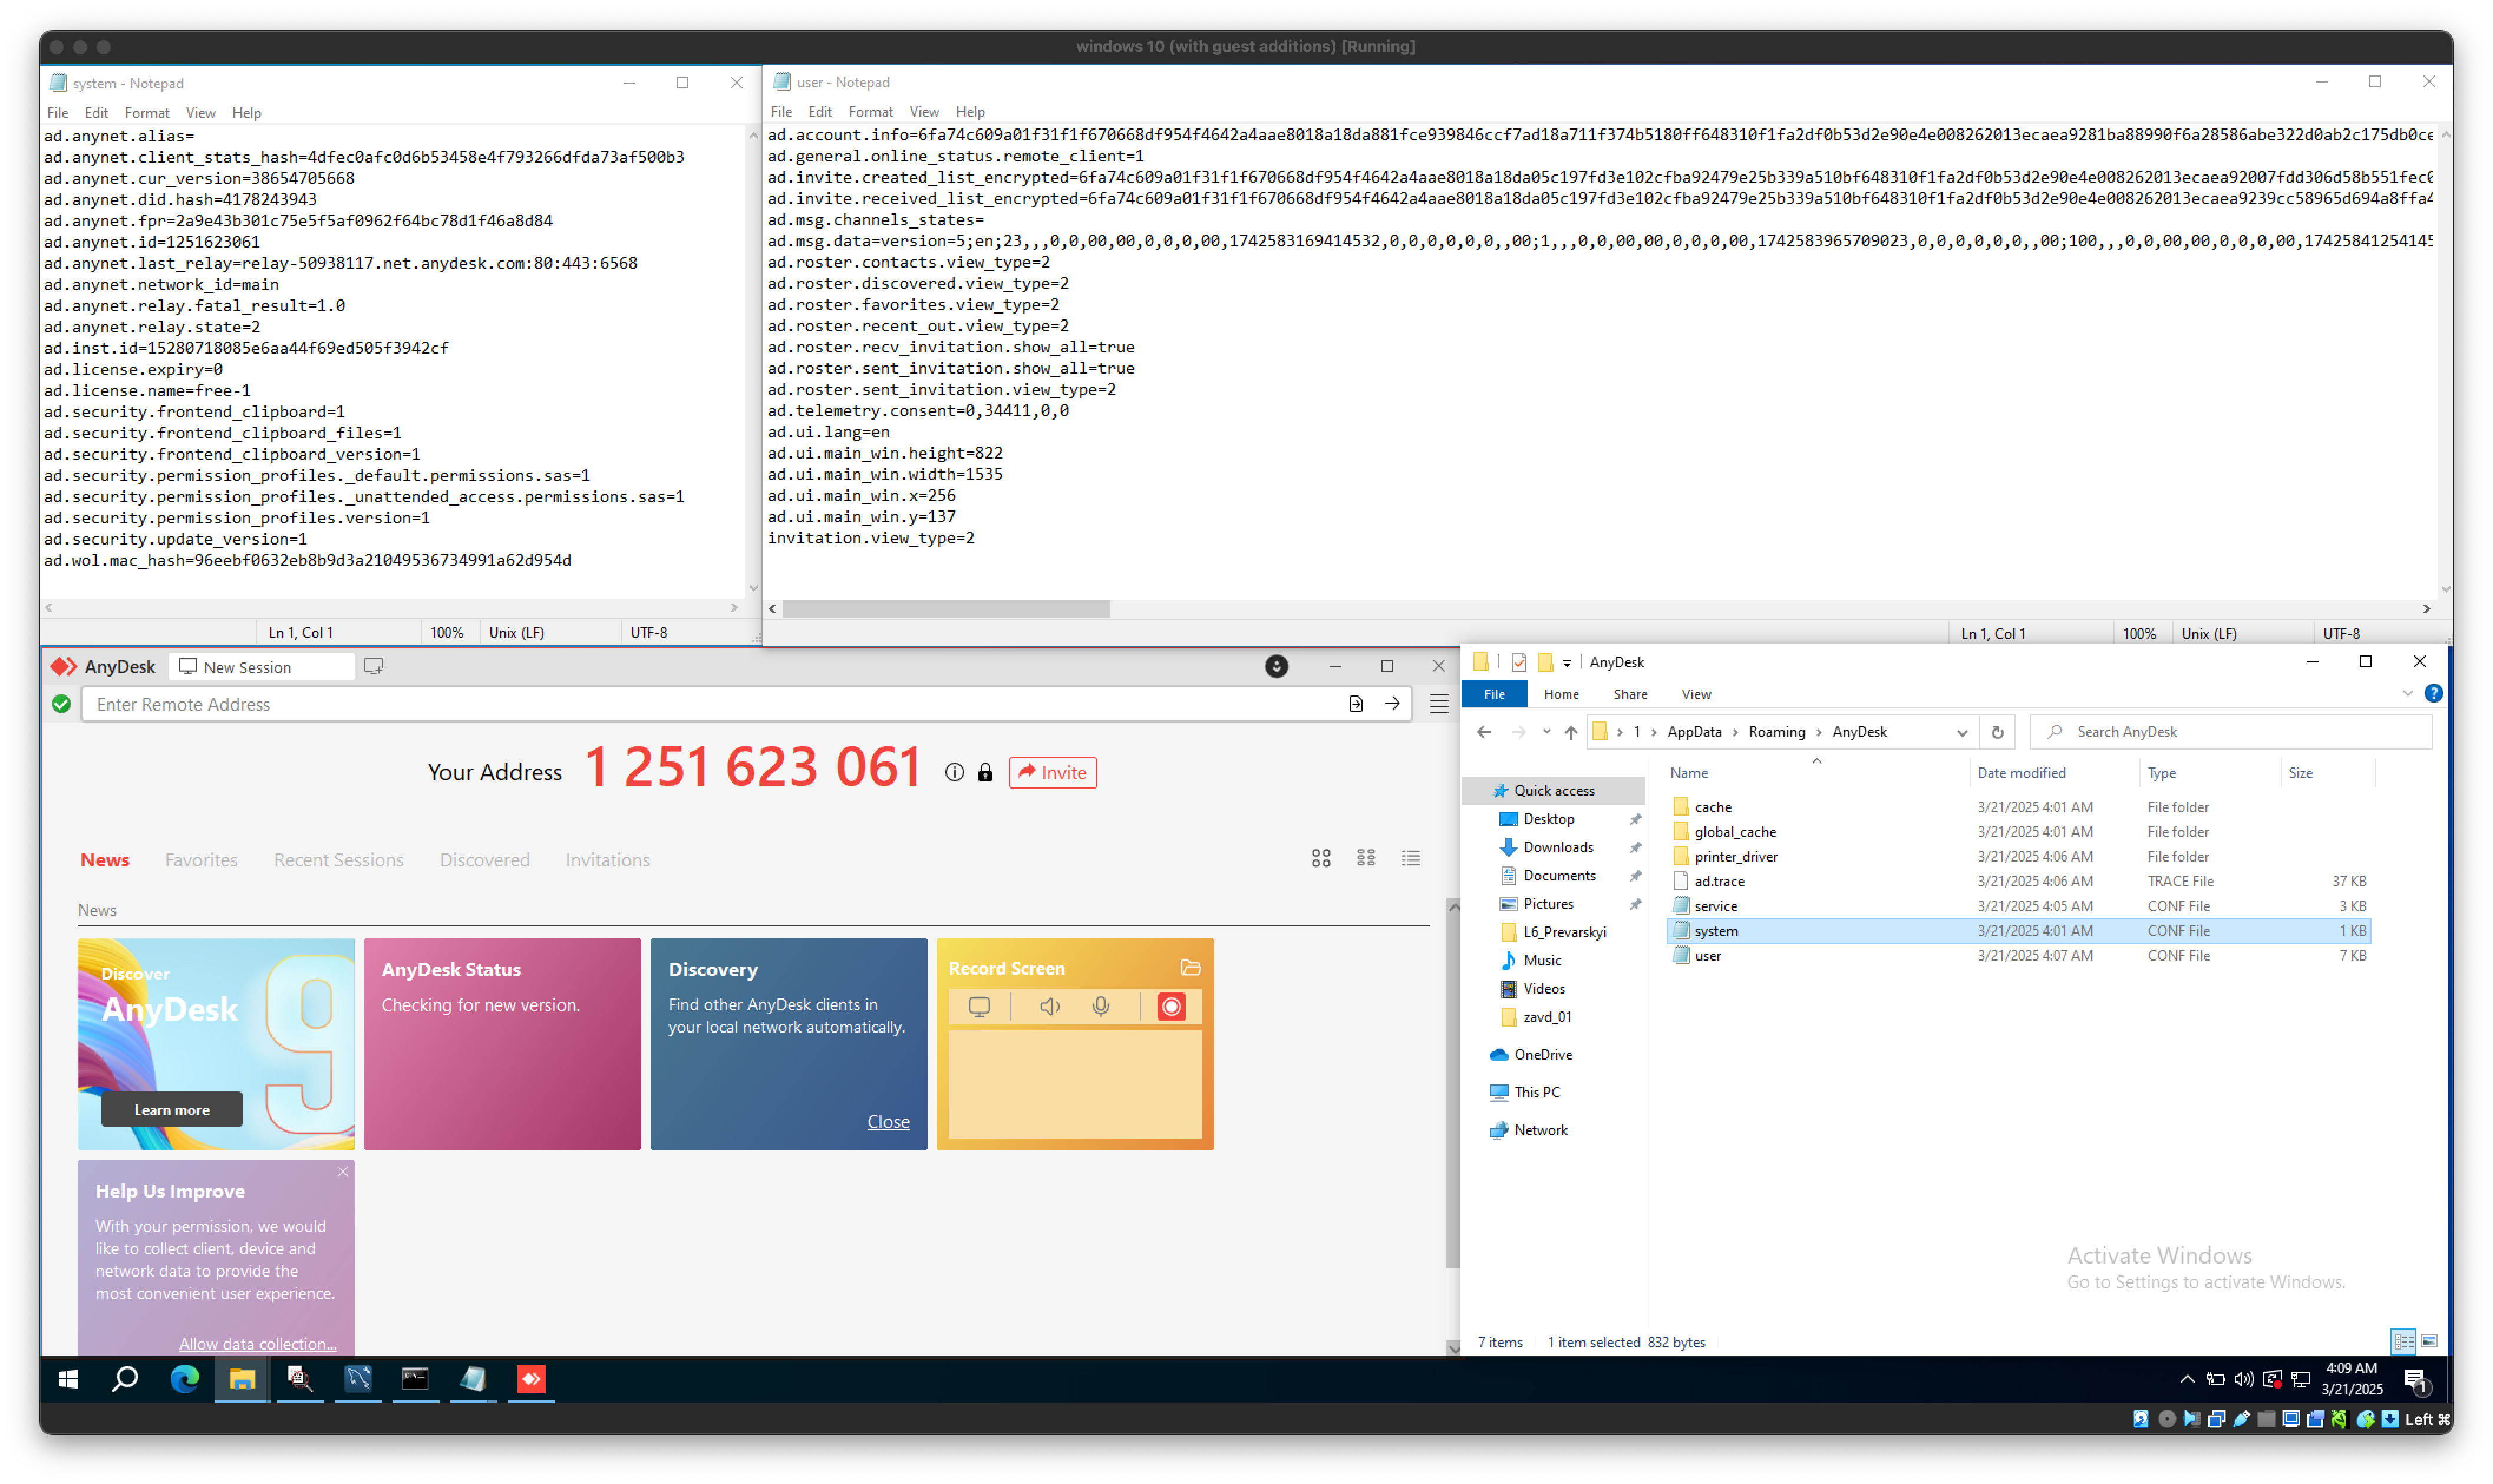 windows 10 (with guest additions) [Running]
system - Notepad
File Edit Format View Help
ad.anynet.alias=
ad.anynet.client_stats_hash=4dfec0afc0d6b53458e4f793266dfda73af500b3
ad.anynet.cur_version=38654705668
ad.anynet.did.hash=4178243943
ad.anynet.fpr=2a9e43b301c75e5f5af0962f64bc78d1f46a8d84
ad.anynet.id=1251623061
ad.anynet.last_relay=relay-50938117.net.anydesk.com:80:443:6568
ad.anynet.network_id=main
ad.anynet.relay.fatal_result=1.0
ad.anynet.relay.state=2
ad.inst.id=15280718085e6aa44f69ed505f3942cf
ad.license.expiry=0
ad.license.name=free-1
ad.security.frontend_clipboard=1
ad.security.frontend_clipboard_files=1
ad.security.frontend_clipboard_version=1
ad.security.permission_profiles._default.permissions.sas=1
ad.security.permission_profiles._unattended_access.permissions.sas=1
ad.security.permission_profiles.version=1
ad.security.update_version=1
ad.wol.mac_hash=96eebf0632eb8b9d3a21049536734991a62d954d
Ln 1, Col 1 100% Unix (LF) UTF-8
user - Notepad
File Edit Format View Help
ad.account.info=6fa74c609a01f31f1f670668df954f4642a4aae8018a18da881fce939846ccf7ad18a711f374b5180ff648310f1fa2df0b53d2e90e4e008262013ecaea9281ba88990f6a28586abe322d0ab2c175db0ce
ad.general.online_status.remote_client=1
ad.invite.created_list_encrypted=6fa74c609a01f31f1f670668df954f4642a4aae8018a18da05c197fd3e102cfba92479e25b339a510bf648310f1fa2df0b53d2e90e4e008262013ecaea92007fdd306d58b551fec0
ad.invite.received_list_encrypted=6fa74c609a01f31f1f670668df954f4642a4aae8018a18da05c197fd3e102cfba92479e25b339a510bf648310f1fa2df0b53d2e90e4e008262013ecaea9239cc58965d694a8ffa4
ad.msg.channels_states=
ad.msg.data=version=5;en;23,,,0,0,00,00,0,0,0,00,1742583169414532,0,0,0,0,0,0,,00;1,,,0,0,00,00,0,0,0,00,1742583965709023,0,0,0,0,0,0,,00;100,,,0,0,00,00,0,0,0,00,17425841254145
ad.roster.contacts.view_type=2
ad.roster.discovered.view_type=2
ad.roster.favorites.view_type=2
ad.roster.recent_out.view_type=2
ad.roster.recv_invitation.show_all=true
ad.roster.sent_invitation.show_all=true
ad.roster.sent_invitation.view_type=2
ad.telemetry.consent=0,34411,0,0
ad.ui.lang=en
ad.ui.main_win.height=822
ad.ui.main_win.width=1535
ad.ui.main_win.x=256
ad.ui.main_win.y=137
invitation.view_type=2
Ln 1, Col 1 100% Unix (LF) UTF-8
AnyDesk New Session
Enter Remote Address
Your Address 1 251 623 061 Invite
News Favorites Recent Sessions Discovered Invitations
News
Discover
AnyDesk
9
Learn more
AnyDesk Status
Checking for new version.
Discovery
Find other AnyDesk clients in
your local network automatically.
Close
Record Screen
Help Us Improve
With your permission, we would
like to collect client, device and
network data to provide the
most convenient user experience.
Allow data collection...
AnyDesk
File Home Share View
1 AppData Roaming AnyDesk Search AnyDesk
Quick access
Desktop
Downloads
Documents
Pictures
L6_Prevarskyi
Music
Videos
zavd_01
OneDrive
This PC
Network
Name Date modified Type Size
cache 3/21/2025 4:01 AM File folder
global_cache 3/21/2025 4:01 AM File folder
printer_driver 3/21/2025 4:06 AM File folder
ad.trace 3/21/2025 4:06 AM TRACE File 37 KB
service 3/21/2025 4:05 AM CONF File 3 KB
system 3/21/2025 4:01 AM CONF File 1 KB
user 3/21/2025 4:07 AM CONF File 7 KB
Activate Windows
Go to Settings to activate Windows.
7 items 1 item selected 832 bytes
4:09 AM
3/21/2025
1
Left ⌘